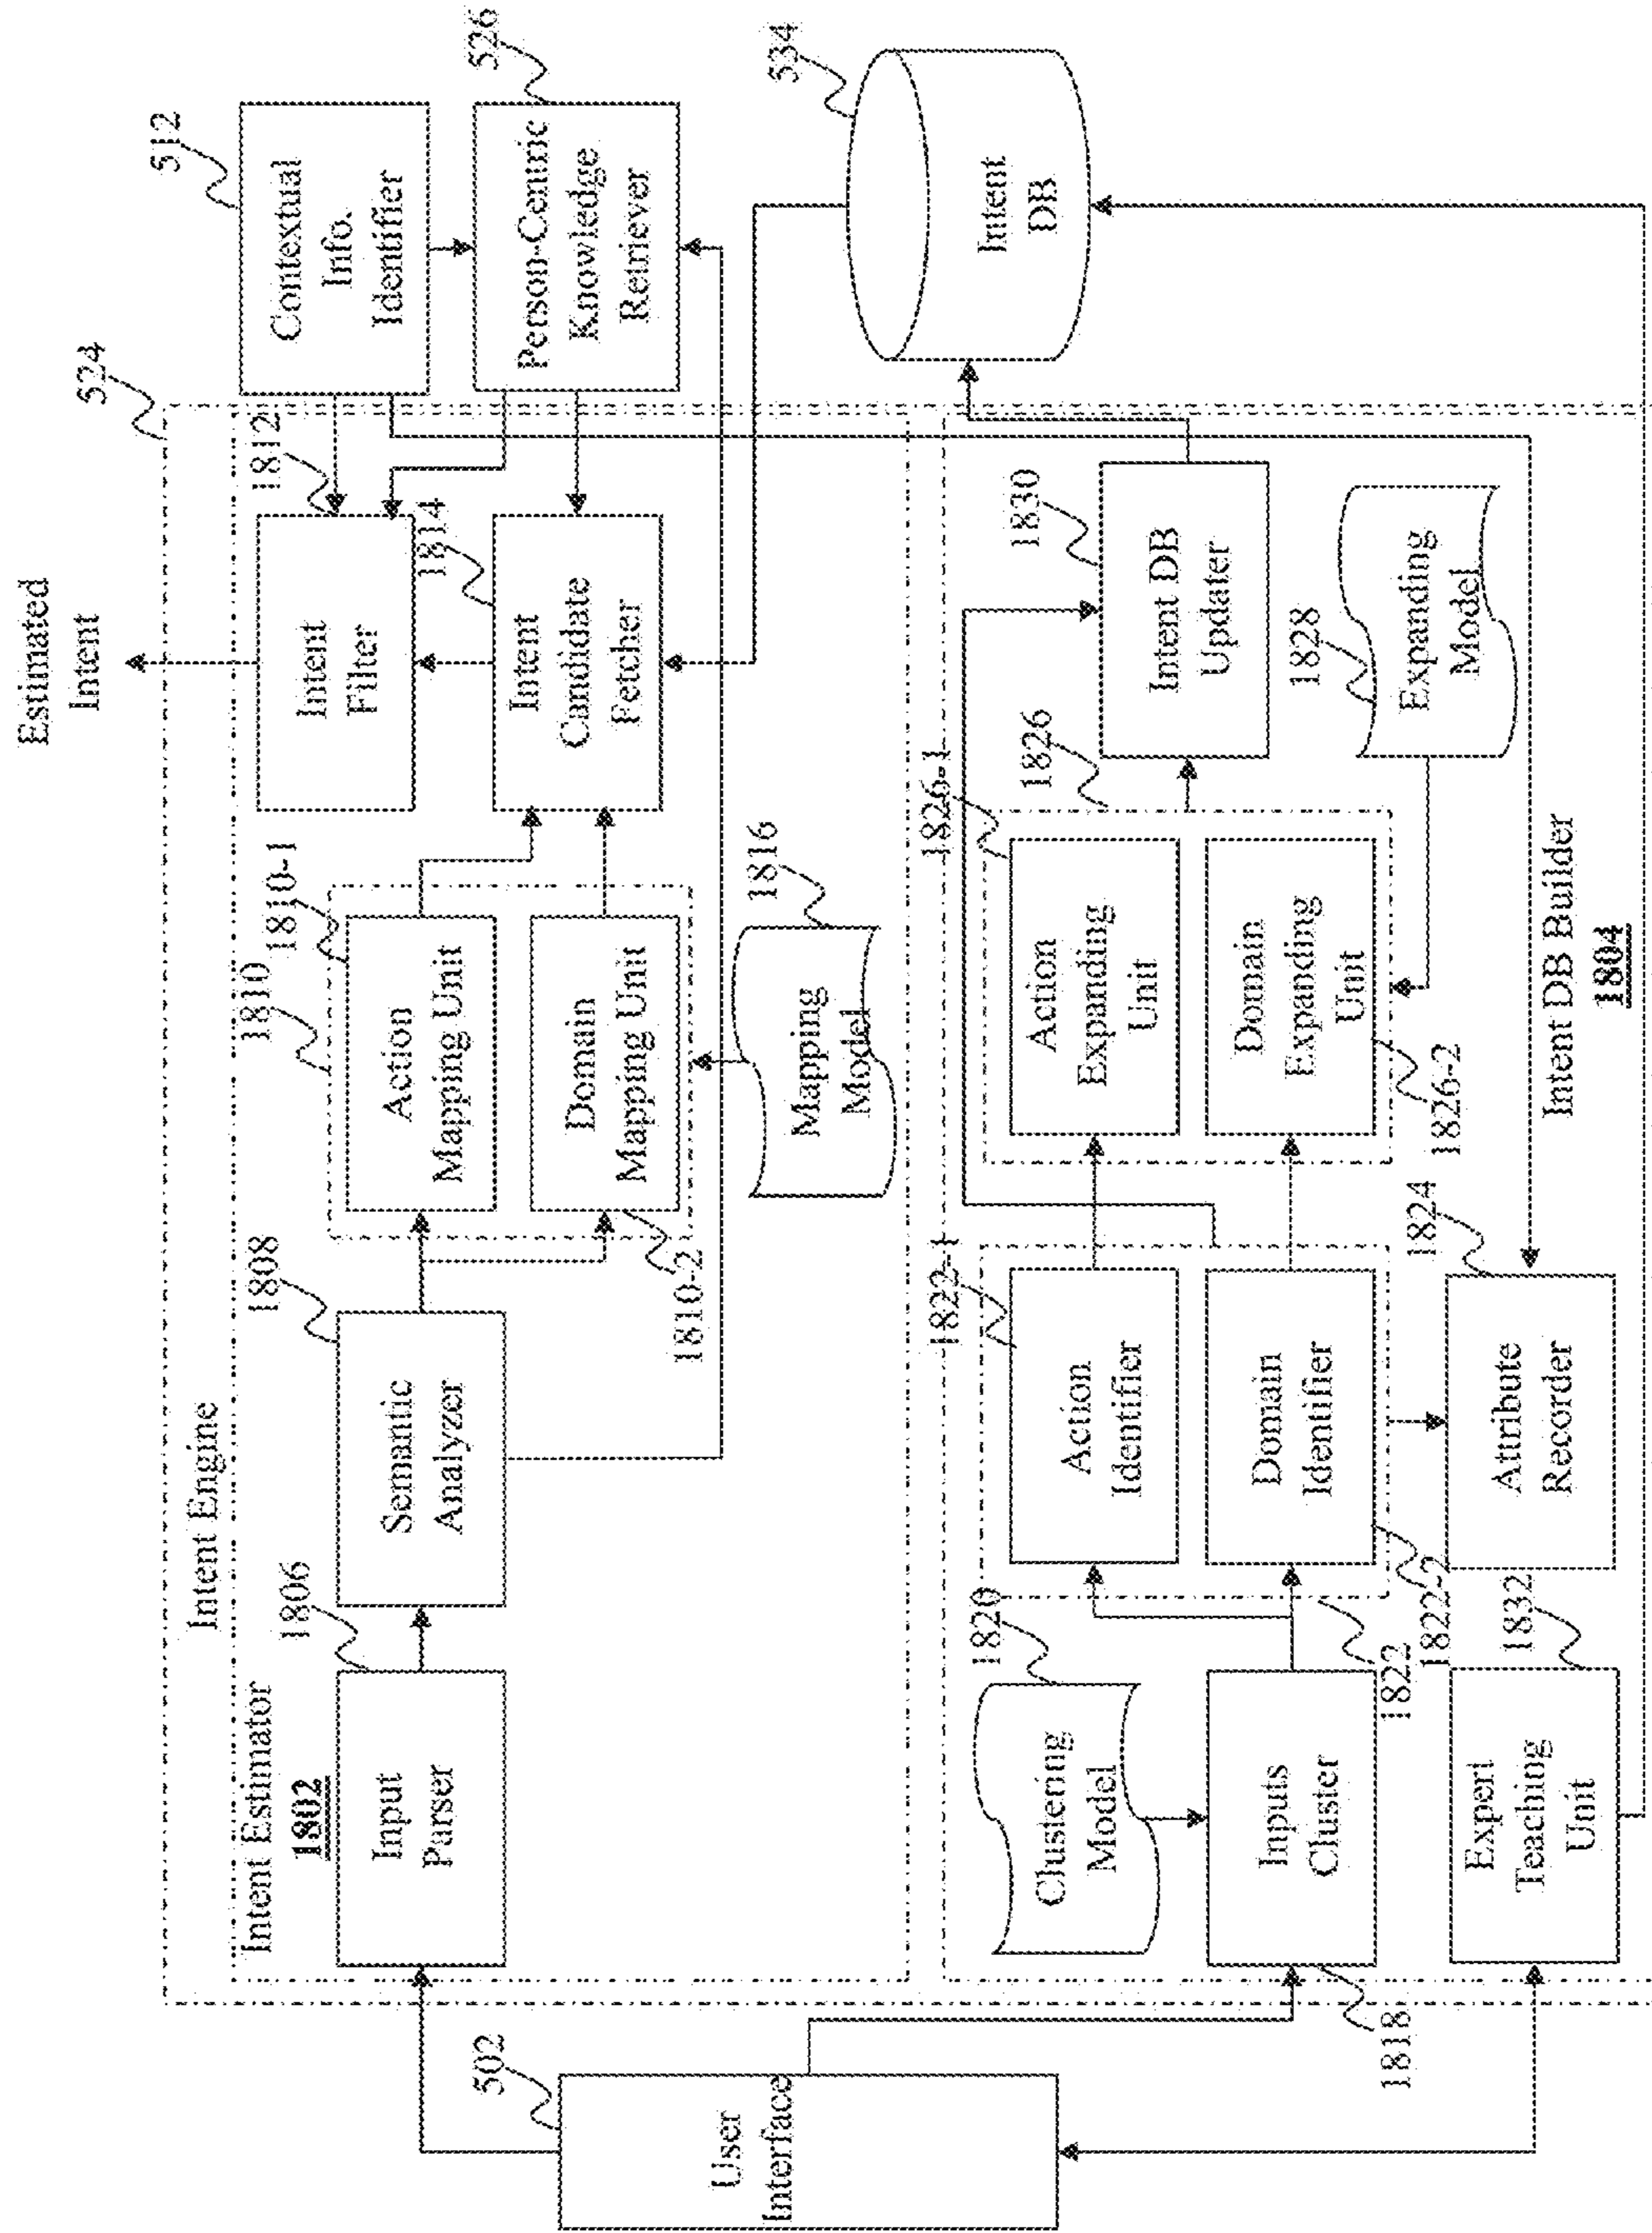 Estimated
Intent
524
512
Contextual
Info.
Identifier
526
Person-Centric
Knowledge
Retriever
534
Intent
DB
Intent Engine
Intent Estimator
1802
1806
Input
Parser
1808
Semantic
Analyzer
1810
1810-1
Action
Mapping Unit
Domain
Mapping Unit
1810-2
1816
Mapping
Model
1812
Intent
Filter
1814
Intent
Candidate
Fetcher
502
User
Interface
1820
Clustering
Model
Inputs
Cluster
1818
1822
1822-1
Action
Identifier
Domain
Identifier
1822-2
1824
Attribute
Recorder
1832
Expert
Teaching
Unit
1826-1
1826
Action
Expanding
Unit
Domain
Expanding
Unit
1826-2
1830
Intent DB
Updater
1828
Expanding
Model
Intent DB Builder
1804